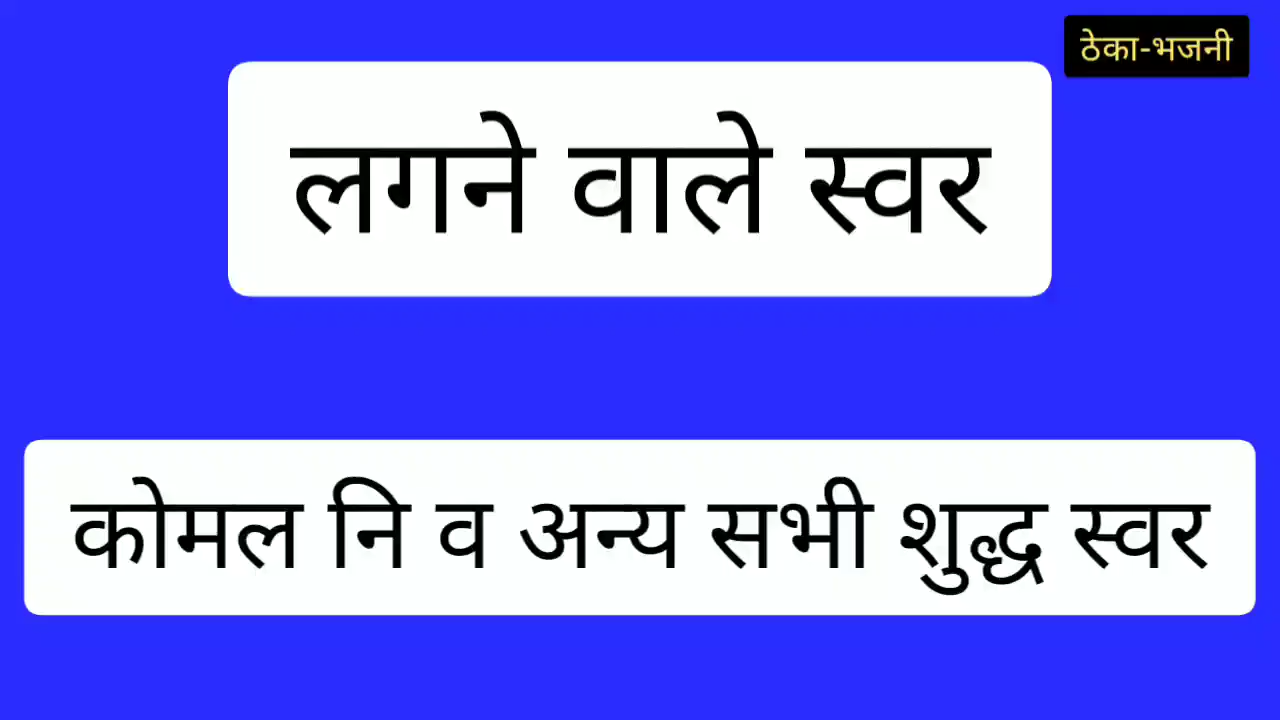 ठेका-भजनी
लगने वाले स्वर
कोमल नि व अन्य सभी शुद्ध स्वर